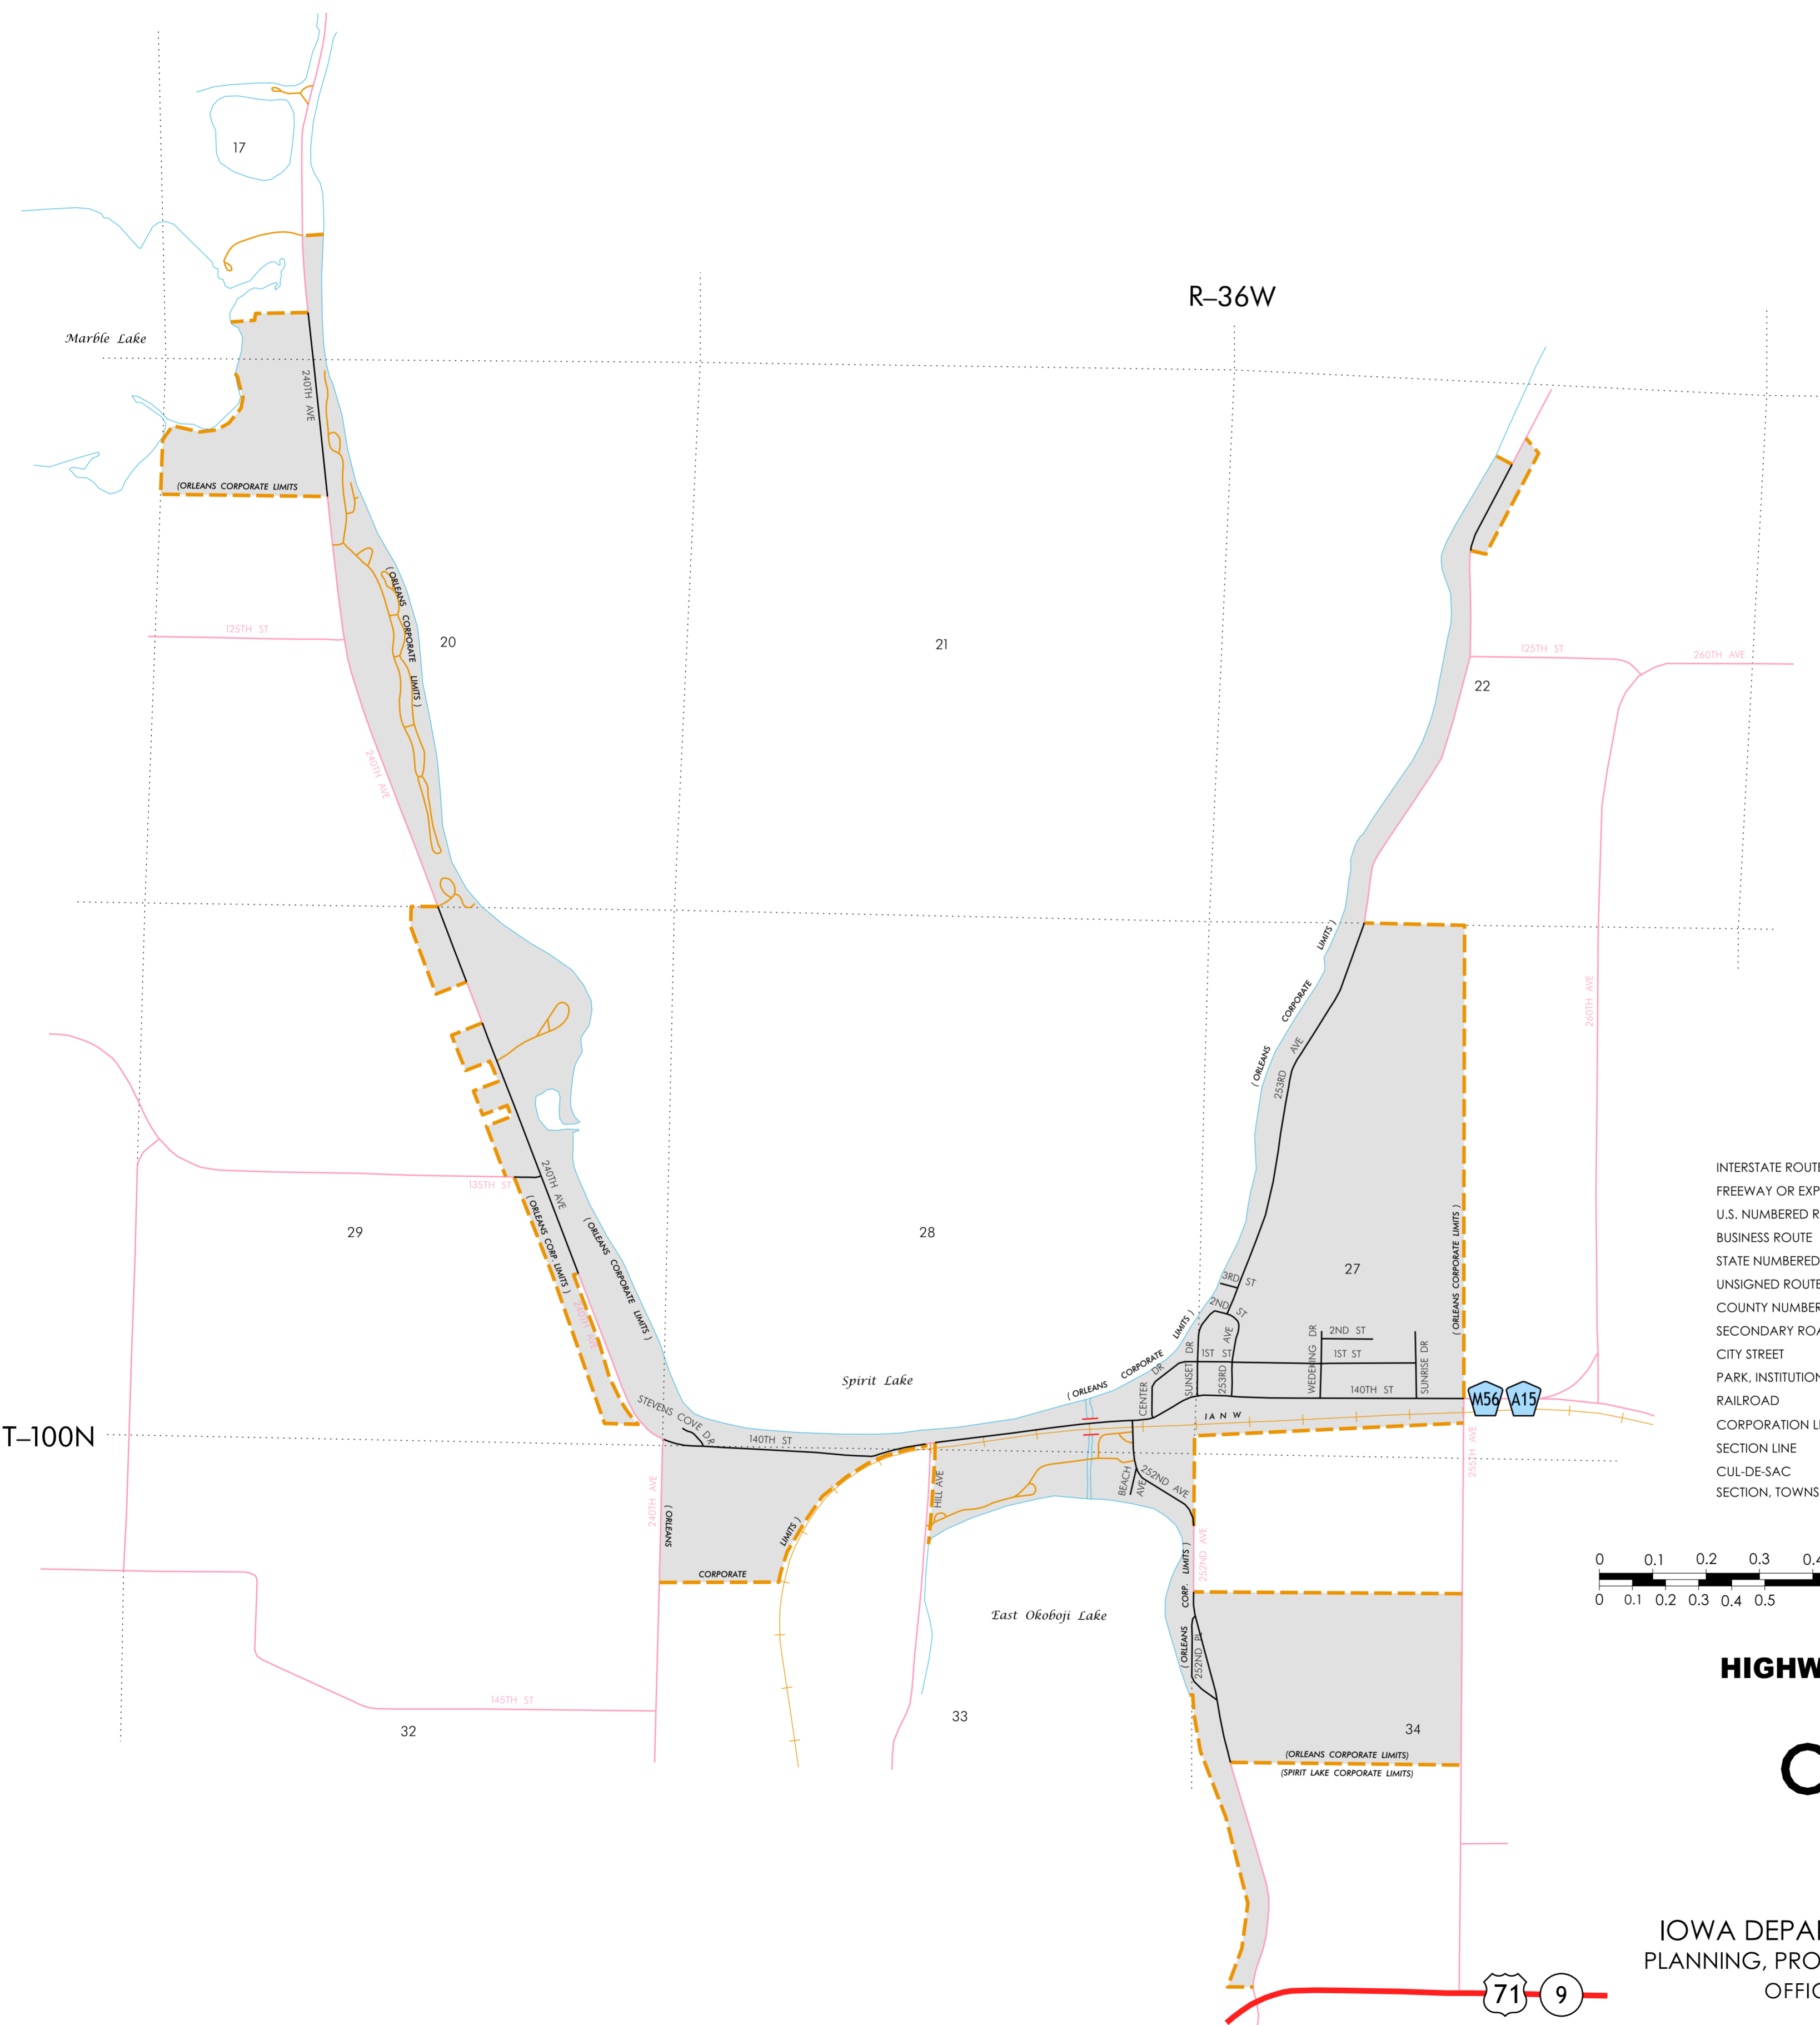 17
R–36W
Marble Lake
240TH AVE
(ORLEANS CORPORATE LIMITS
( ORLEANS CORPORATE LIMITS )
125TH ST
20
21
125TH ST
260TH AVE
22
240TH AVE
( ORLEANS CORPORATE LIMITS )
260TH AVE
253RD AVE
240TH AVE
135TH ST
( ORLEANS CORP. LIMITS )
( ORLEANS CORPORATE LIMITS )
29
28
27
( ORLEANS CORPORATE LIMITS )
3RD ST
2ND ST
240TH AVE
( ORLEANS CORPORATE LIMITS )
CENTER DR
SUNSET DR
1ST ST
253RD AVE
WEDEKING DR
2ND ST
1ST ST
SUNRISE DR
140TH ST
Spirit Lake
M56
A15
STEVENS COVE DR
140TH ST
T–100N
I A N W
255TH AVE
240TH AVE
( ORLEANS CORPORATE LIMITS )
HILL AVE
BEACH AVE
252ND AVE
252ND AVE
( ORLEANS CORP. LIMITS )
252ND PL
East Okoboji Lake
145TH ST
32
33
34
(ORLEANS CORPORATE LIMITS)
(SPIRIT LAKE CORPORATE LIMITS)
71
9
INTERSTATE ROUTE
FREEWAY OR EXP
U.S. NUMBERED R
BUSINESS ROUTE
STATE NUMBERED
UNSIGNED ROUTE
COUNTY NUMBER
SECONDARY ROA
CITY STREET
PARK, INSTITUTION
RAILROAD
CORPORATION LI
SECTION LINE
CUL-DE-SAC
SECTION, TOWNS
0 0.1 0.2 0.3 0.4
0 0.1 0.2 0.3 0.4 0.5
HIGHW
O
IOWA DEPAR
PLANNING, PRO
OFFIC